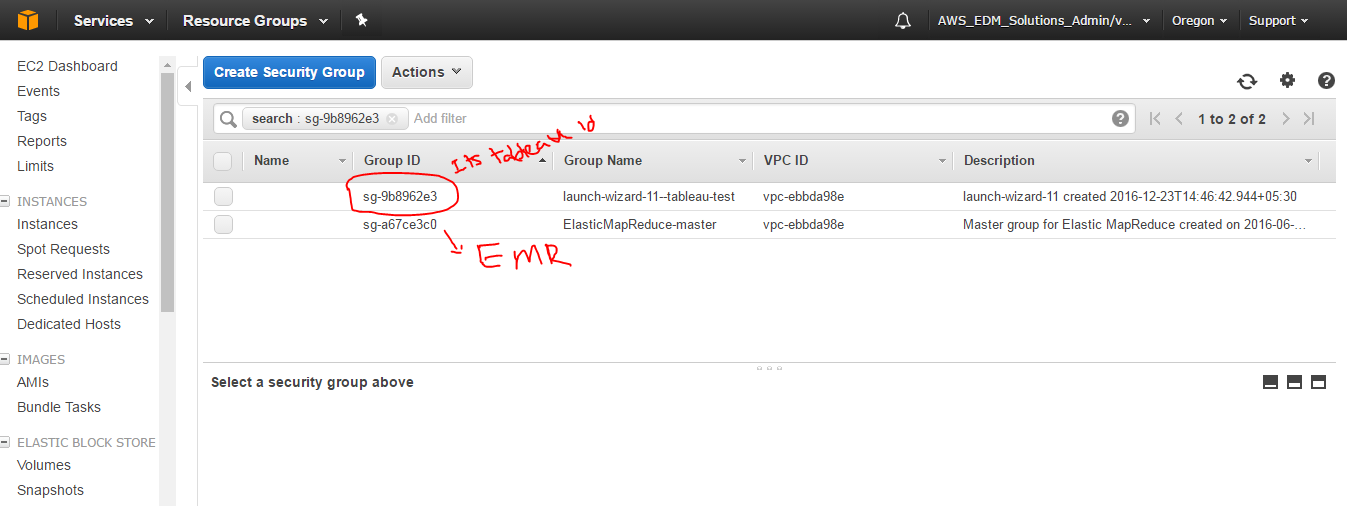 Services Resource Groups AWS_EDM_Solutions_Admin/v... Oregon Support
EC2 Dashboard
Events
Tags
Reports
Limits
INSTANCES
Instances
Spot Requests
Reserved Instances
Scheduled Instances
Dedicated Hosts
IMAGES
AMIs
Bundle Tasks
ELASTIC BLOCK STORE
Volumes
Snapshots
Create Security Group Actions
search : sg-9b8962e3 Add filter 1 to 2 of 2
Its tableau id
Name Group ID Group Name VPC ID Description
sg-9b8962e3 launch-wizard-11--tableau-test vpc-ebbda98e launch-wizard-11 created 2016-12-23T14:46:42.944+05:30
sg-a67ce3c0 ElasticMapReduce-master vpc-ebbda98e Master group for Elastic MapReduce created on 2016-06-...
EMR
Select a security group above